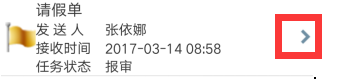 请假单
发 送 人 张依娜
接收时间 2017-03-14 08:58
任务状态 报审